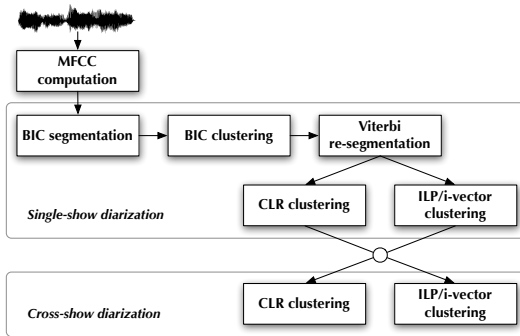 MFCC
computation
BIC segmentation
BIC clustering
Viterbi
re-segmentation
CLR clustering
ILP/i-vector
clustering
Single-show diarization
CLR clustering
ILP/i-vector
clustering
Cross-show diarization